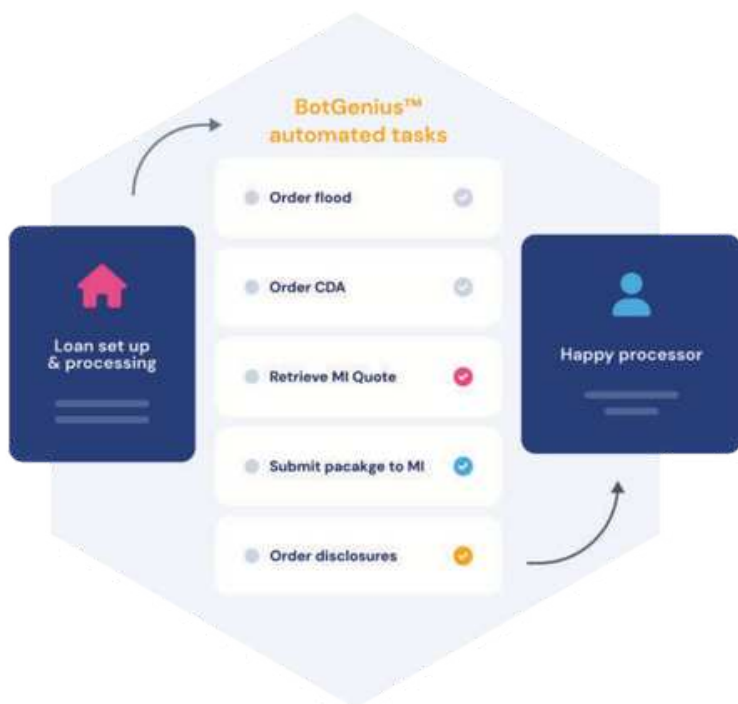 BotGenius™
automated tasks
Order flood
Order CDA
Loan set up
& processing
Retrieve MI Quote
Submit pacakge to MI
Order disclosures
Happy processor